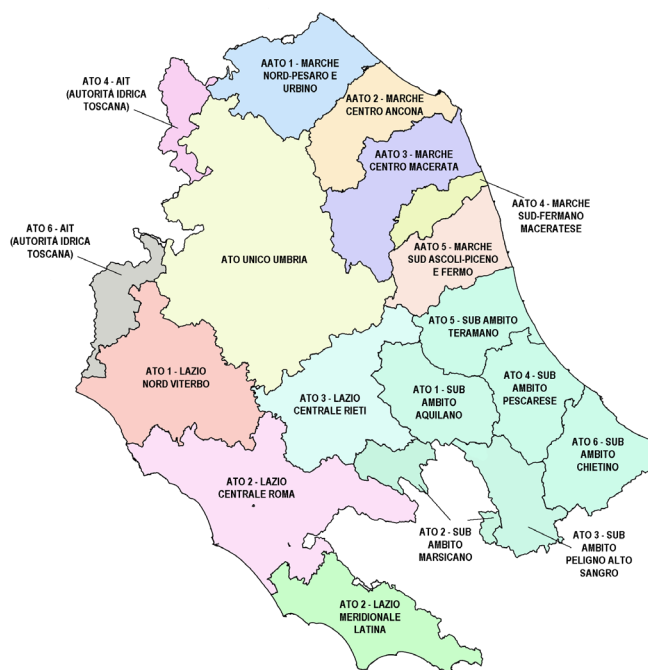 AATO 1 - MARCHE
NORD-PESARO E
URBINO
ATO 4 - AIT
(AUTORITÀ IDRICA
TOSCANA)
AATO 2 - MARCHE
CENTRO ANCONA
AATO 3 - MARCHE
CENTRO MACERATA
AATO 4 - MARCHE
SUD-FERMANO
MACERATESE
ATO 6 - AIT
(AUTORITÀ IDRICA
TOSCANA)
ATO UNICO UMBRIA
AATO 5 - MARCHE
SUD ASCOLI-PICENO
E FERMO
ATO 5 - SUB AMBITO
TERAMANO
ATO 1 - LAZIO
NORD VITERBO
ATO 3 - LAZIO
CENTRALE RIETI
ATO 1 - SUB
AMBITO
AQUILANO
ATO 4 - SUB
AMBITO
PESCARESE
ATO 6 - SUB
AMBITO
CHIETINO
ATO 2 - LAZIO
CENTRALE ROMA
ATO 2 - SUB
AMBITO
MARSICANO
ATO 3 - SUB
AMBITO
PELIGNO ALTO
SANGRO
ATO 2 - LAZIO
MERIDIONALE
LATINA